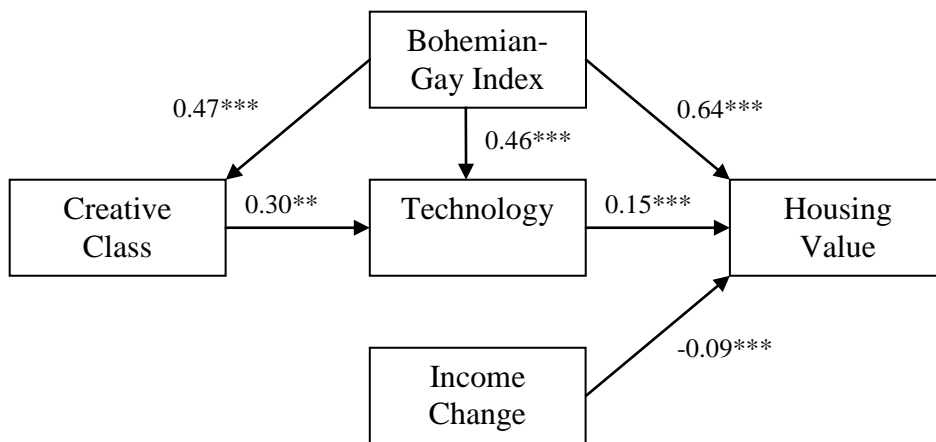 Bohemian-
Gay Index
0.47***
0.46***
0.64***
Creative
Class
0.30**
Technology
0.15***
Housing
Value
-0.09***
Income
Change